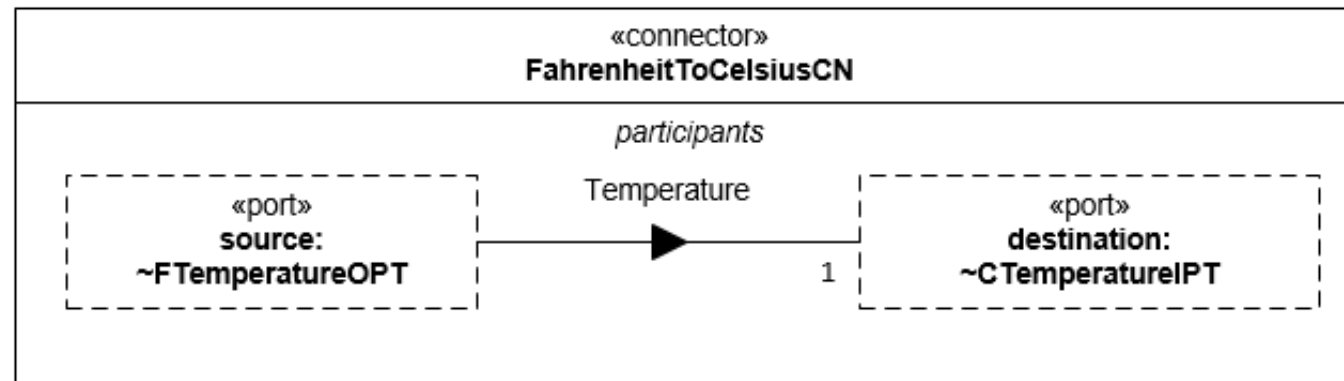 «connector»
FahrenheitToCelsiusCN
participants
Temperature
«port»
source:
~FTemperatureOPT
1
«port»
destination:
~CTemperatureIPT